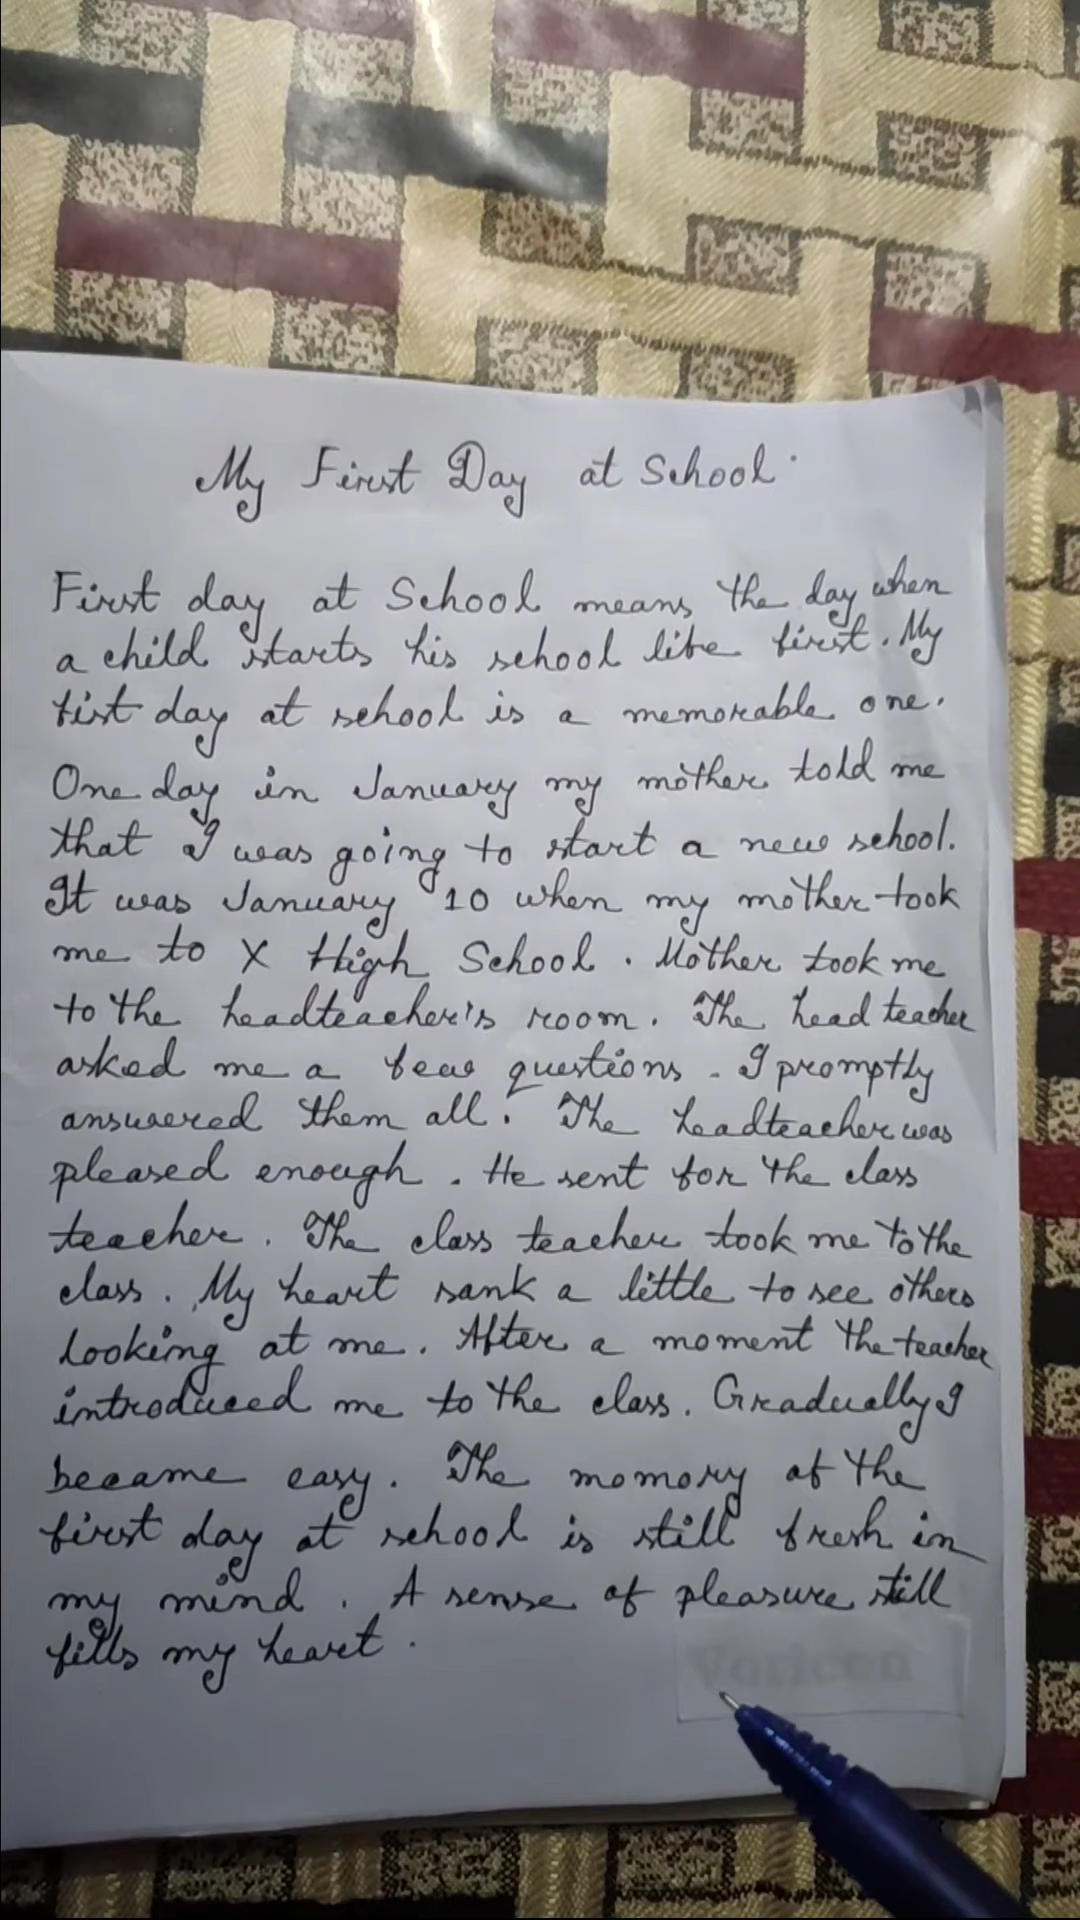 My First Day at School.
First day at School means the day when
a child starts his school life first. My
fist day at school is a memorable one.
One day in January my mother told me
that I was going to start a new school.
It was January 10 when my mother took
me to X High School. Mother took me
to the headteacher's room. The head teacher
asked me a few questions. I promptly
answered them all. The headteacher was
pleased enough. He sent for the class
teacher. The class teacher took me to the
class. My heart sank a little to see others
looking at me. After a moment the teacher
introduced me to the class. Gradually I
became easy. The momory of the
first day at school is still fresh in
my mind. A sense of pleasure still
fills my heart.